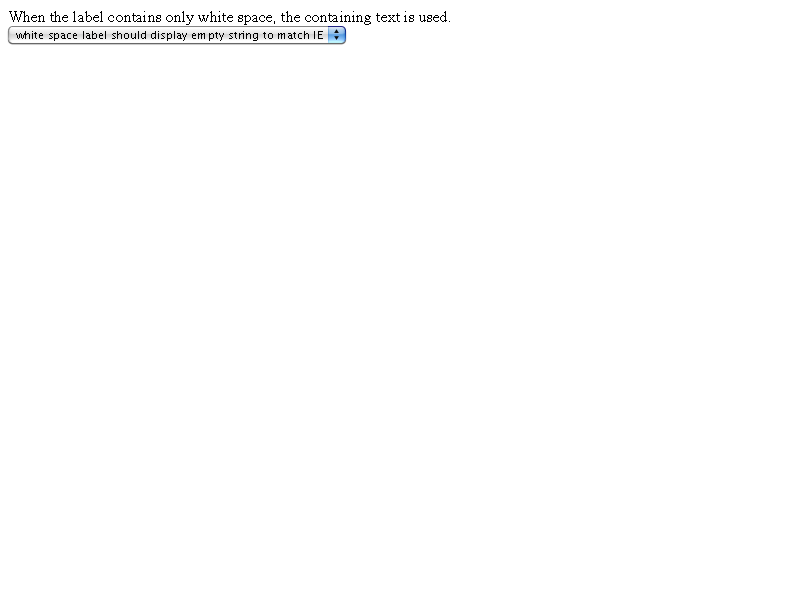 When the label contains only white space, the containing text is used.
white space label should display empty string to match IE